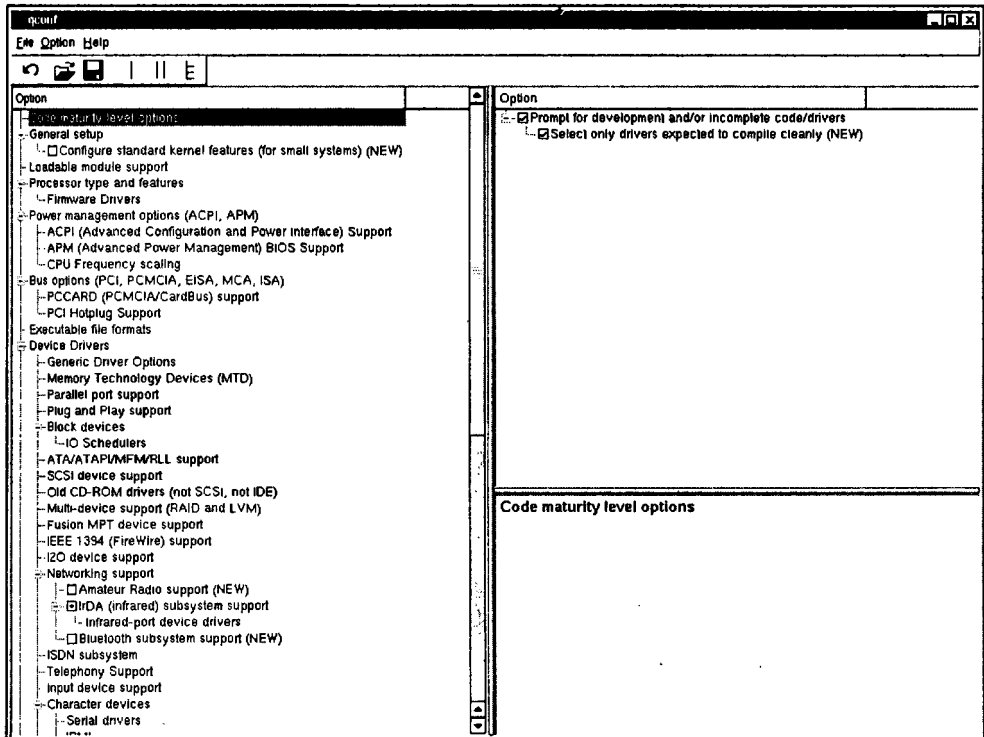 qconf
File Option Help
Option
Code maturity level options
General setup
Configure standard kernel features (for small systems) (NEW)
Loadable module support
Processor type and features
Firmware Drivers
Power management options (ACPI, APM)
ACPI (Advanced Configuration and Power Interface) Support
APM (Advanced Power Management) BIOS Support
CPU Frequency scaling
Bus options (PCI, PCMCIA, EISA, MCA, ISA)
PCCARD (PCMCIA/CardBus) support
PCI Hotplug Support
Executable file formats
Device Drivers
Generic Driver Options
Memory Technology Devices (MTD)
Parallel port support
Plug and Play support
Block devices
IO Schedulers
ATA/ATAPI/MFM/RLL support
SCSI device support
Old CD-ROM drivers (not SCSI, not IDE)
Multi-device support (RAID and LVM)
Fusion MPT device support
IEEE 1394 (FireWire) support
I2O device support
Networking support
Amateur Radio support (NEW)
IrDA (infrared) subsystem support
Infrared-port device drivers
Bluetooth subsystem support (NEW)
ISDN subsystem
Telephony Support
Input device support
Character devices
Serial drivers
Option
Prompt for development and/or incomplete code/drivers
Select only drivers expected to compile cleanly (NEW)
Code maturity level options